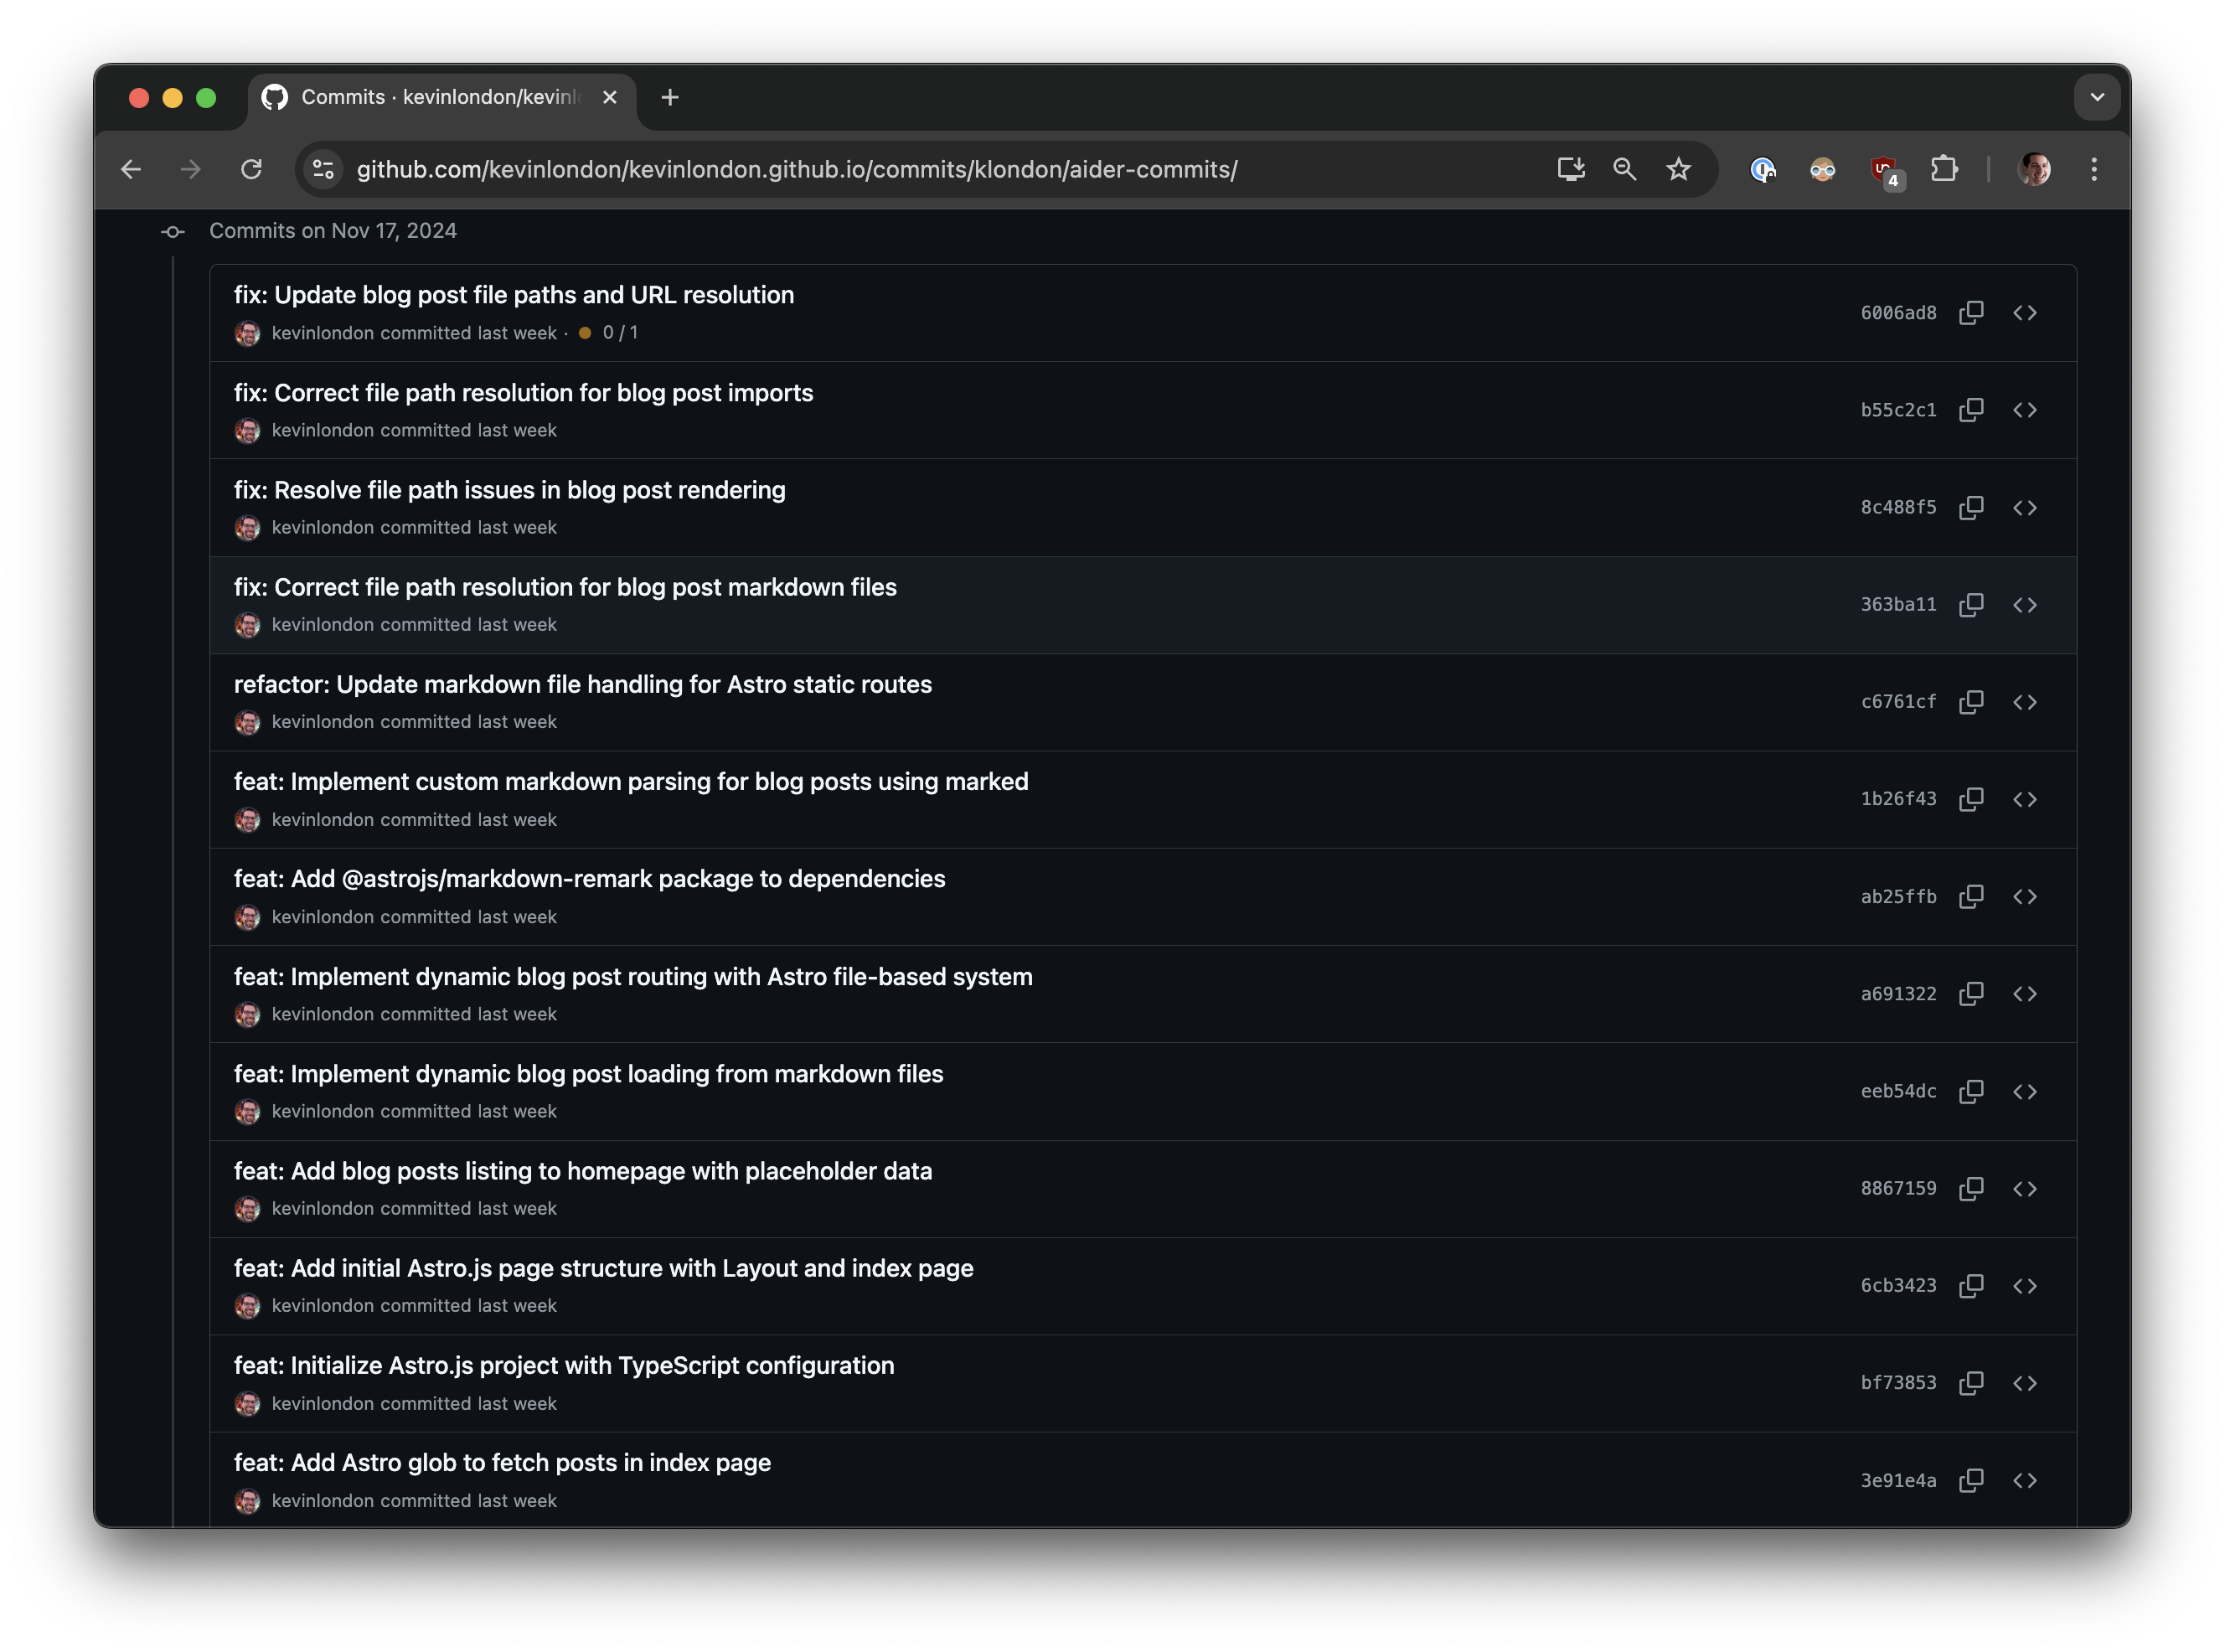 Commits · kevinlondon/kevinl
github.com/kevinlondon/kevinlondon.github.io/commits/klondon/aider-commits/
4
Commits on Nov 17, 2024
fix: Update blog post file paths and URL resolution
6006ad8
kevinlondon committed last week · 0 / 1
fix: Correct file path resolution for blog post imports
b55c2c1
kevinlondon committed last week
fix: Resolve file path issues in blog post rendering
8c488f5
kevinlondon committed last week
fix: Correct file path resolution for blog post markdown files
363ba11
kevinlondon committed last week
refactor: Update markdown file handling for Astro static routes
c6761cf
kevinlondon committed last week
feat: Implement custom markdown parsing for blog posts using marked
1b26f43
kevinlondon committed last week
feat: Add @astrojs/markdown-remark package to dependencies
ab25ffb
kevinlondon committed last week
feat: Implement dynamic blog post routing with Astro file-based system
a691322
kevinlondon committed last week
feat: Implement dynamic blog post loading from markdown files
eeb54dc
kevinlondon committed last week
feat: Add blog posts listing to homepage with placeholder data
8867159
kevinlondon committed last week
feat: Add initial Astro.js page structure with Layout and index page
6cb3423
kevinlondon committed last week
feat: Initialize Astro.js project with TypeScript configuration
bf73853
kevinlondon committed last week
feat: Add Astro glob to fetch posts in index page
3e91e4a
kevinlondon committed last week